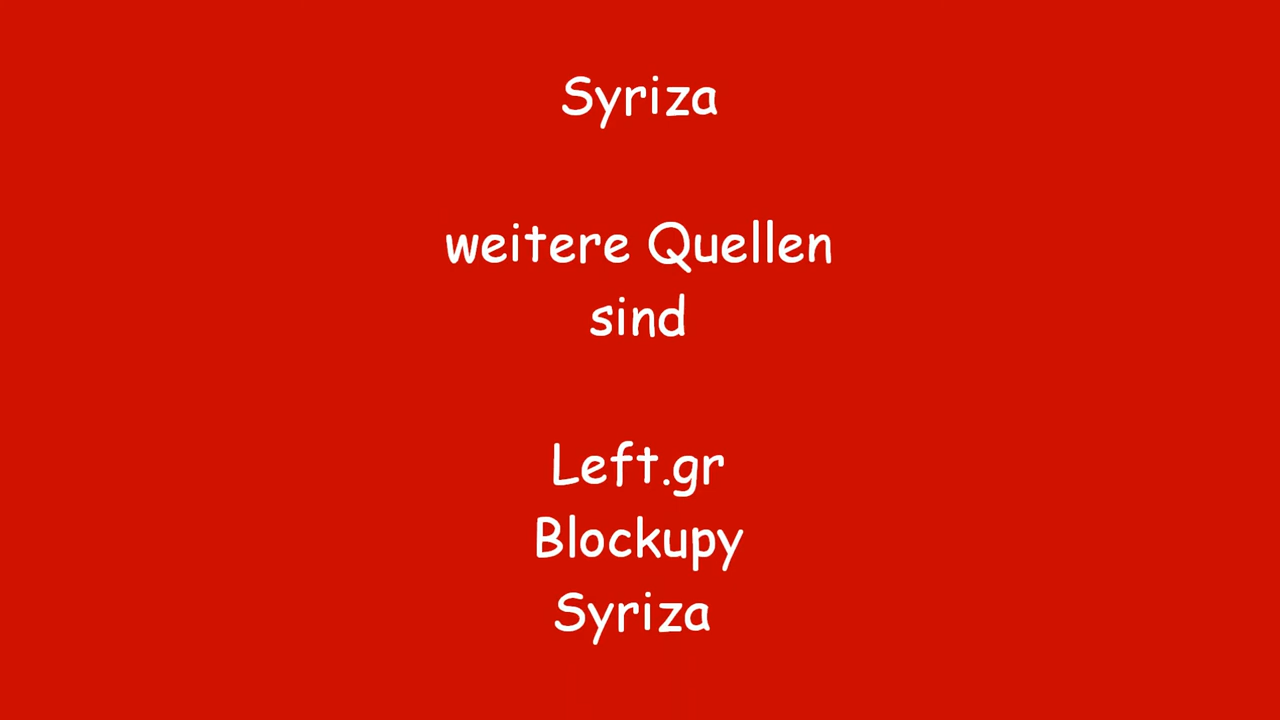 Syriza
weitere Quellen
sind
Left.gr
Blockupy
Syriza